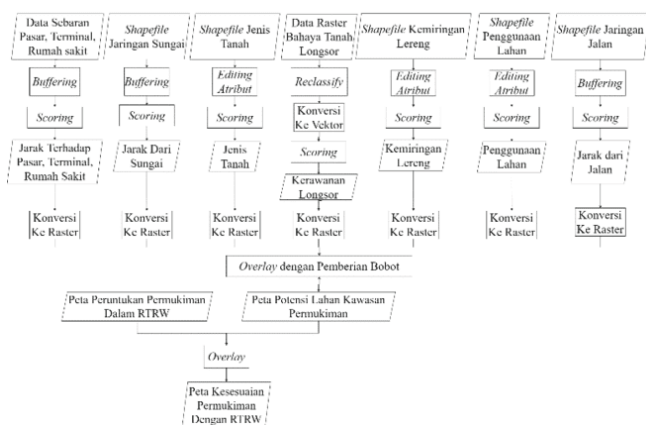 Data Sebaran
Pasar, Terminal,
Rumah sakit
Shapefile
Jaringan Sungai
Shapefile Jenis
Tanah
Data Raster
Bahaya Tanah
Longsor
Shapefile Kemiringan
Lereng
Shapefile
Penggunaan
Lahan
Shapefile Jaringan
Jalan
Buffering
Buffering
Editing
Atribut
Reclassify
Editing
Atribut
Editing
Atribut
Buffering
Scoring
Scoring
Scoring
Konversi
Ke Vektor
Scoring
Scoring
Scoring
Jarak Terhadap
Pasar, Terminal,
Rumah Sakit
Jarak Dari
Sungai
Jenis
Tanah
Scoring
Kemiringan
Lereng
Penggunaan
Lahan
Jarak dari
Jalan
Kerawanan
Longsor
Konversi
Ke Raster
Konversi
Ke Raster
Konversi
Ke Raster
Konversi
Ke Raster
Konversi
Ke Raster
Konversi
Ke Raster
Konversi
Ke Raster
Overlay dengan Pemberian Bobot
Peta Peruntukan Permukiman
Dalam RTRW
Peta Potensi Lahan Kawasan
Permukiman
Overlay
Peta Kesesuaian
Permukiman
Dengan RTRW